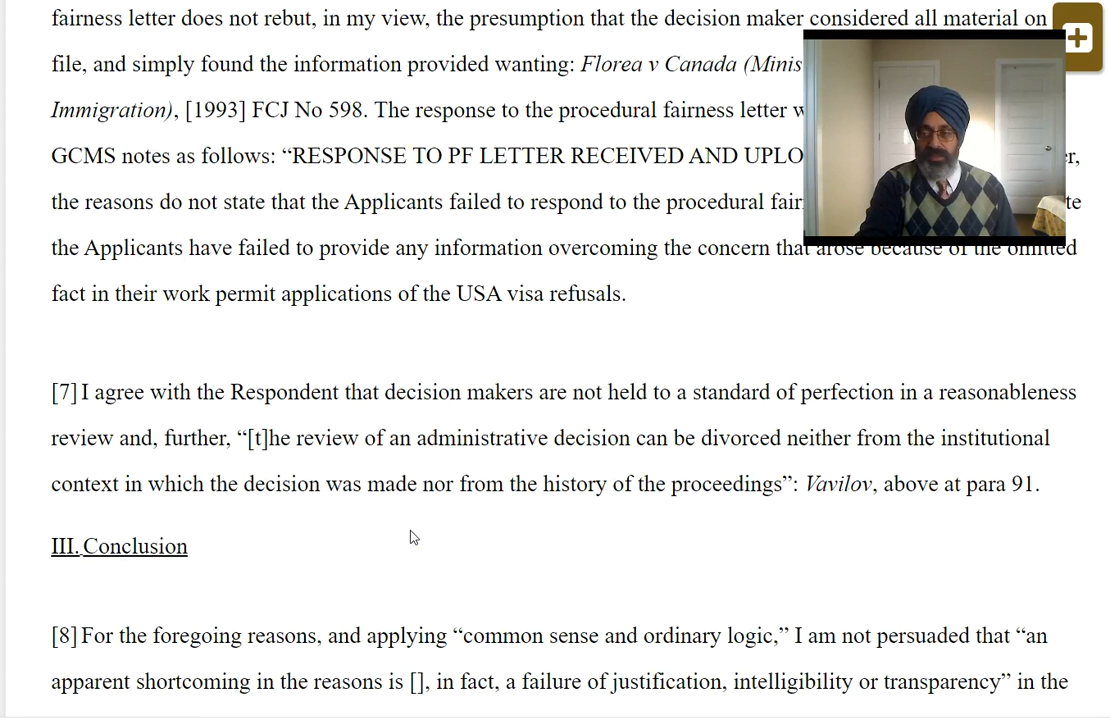 fairness letter does not rebut, in my view, the presumption that the decision maker considered all material on
file, and simply found the information provided wanting: Florea v Canada (Minis
Immigration), [1993] FCJ No 598. The response to the procedural fairness letter w
GCMS notes as follows: “RESPONSE TO PF LETTER RECEIVED AND UPLO r,
the reasons do not state that the Applicants failed to respond to the procedural fair te
the Applicants have failed to provide any information overcoming the concern that arose because of the omitted
fact in their work permit applications of the USA visa refusals.
[7] I agree with the Respondent that decision makers are not held to a standard of perfection in a reasonableness
review and, further, “[t]he review of an administrative decision can be divorced neither from the institutional
context in which the decision was made nor from the history of the proceedings”: Vavilov, above at para 91.
III. Conclusion
[8] For the foregoing reasons, and applying “common sense and ordinary logic,” I am not persuaded that “an
apparent shortcoming in the reasons is [], in fact, a failure of justification, intelligibility or transparency” in the